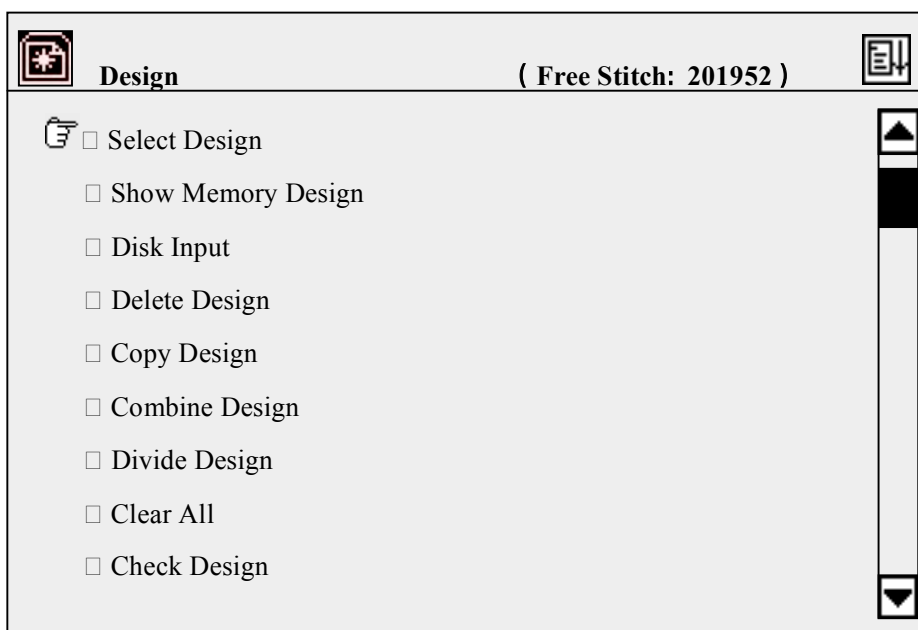 Design (Free Stitch: 201952)
□ Select Design
□ Show Memory Design
□ Disk Input
□ Delete Design
□ Copy Design
□ Combine Design
□ Divide Design
□ Clear All
□ Check Design